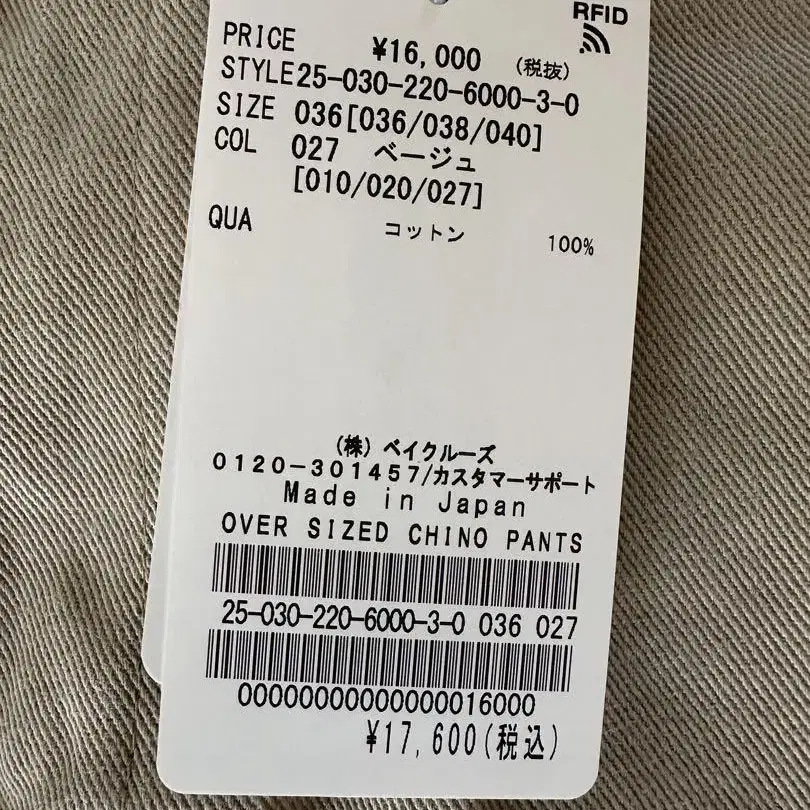 RFID
PRICE ¥16,000 (税抜)
STYLE 25-030-220-6000-3-0
SIZE 036[036/038/040]
COL 027 ベージュ
[010/020/027]
QUA コットン 100%
(株) ベイクルーズ
0120-301457/カスタマーサポート
Made in Japan
OVER SIZED CHINO PANTS
25-030-220-6000-3-0 036 027
00000000000000016000
¥17,600(税込)